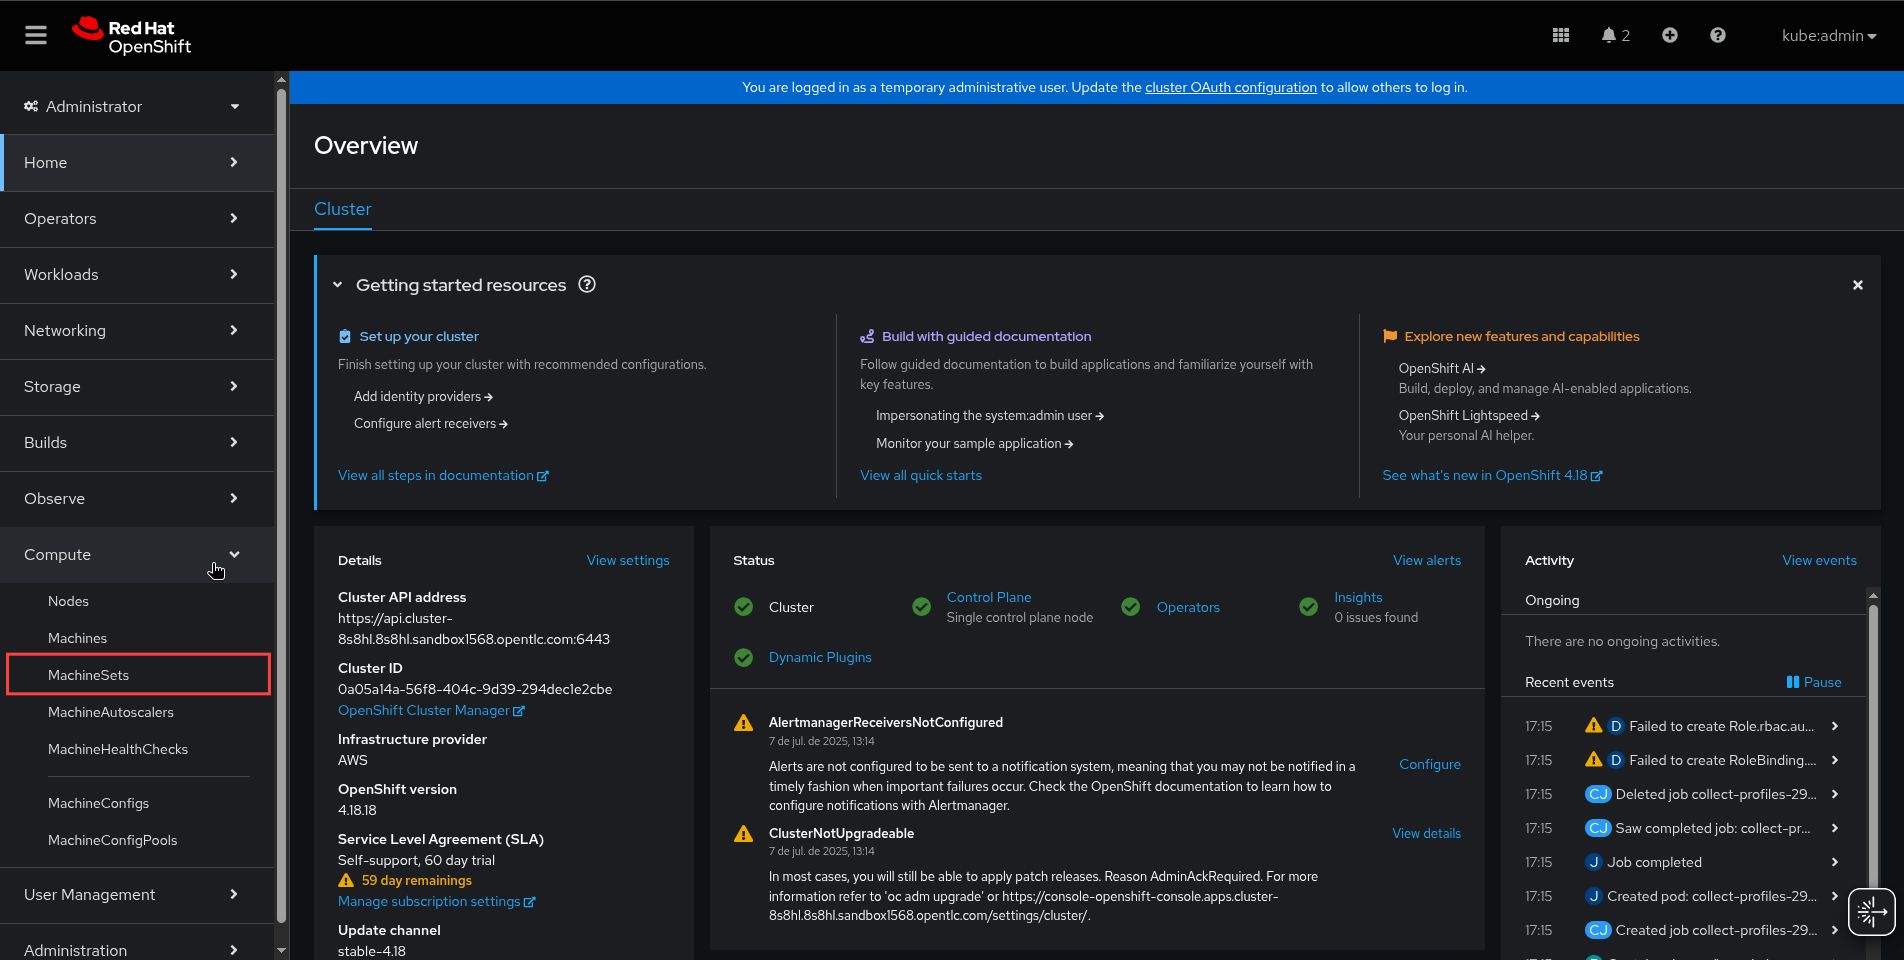 Red Hat
OpenShift
2
kube:admin
You are logged in as a temporary administrative user. Update the cluster OAuth configuration to allow others to log in.
Administrator
Home
Operators
Workloads
Networking
Storage
Builds
Observe
Compute
Nodes
Machines
MachineSets
MachineAutoscalers
MachineHealthChecks
MachineConfigs
MachineConfigPools
User Management
Administration
Overview
Cluster
Getting started resources
Set up your cluster
Finish setting up your cluster with recommended configurations.
Add identity providers
Configure alert receivers
View all steps in documentation
Build with guided documentation
Follow guided documentation to build applications and familiarize yourself with
key features.
Impersonating the system:admin user
Monitor your sample application
View all quick starts
Explore new features and capabilities
OpenShift AI
Build, deploy, and manage AI-enabled applications.
OpenShift Lightspeed
Your personal AI helper.
See what's new in OpenShift 4.18
Details
View settings
Cluster API address
https://api.cluster-
8s8hl.8s8hl.sandbox1568.opentlc.com:6443
Cluster ID
0a05a14a-56f8-404c-9d39-294dec1e2cbe
OpenShift Cluster Manager
Infrastructure provider
AWS
OpenShift version
4.18.18
Service Level Agreement (SLA)
Self-support, 60 day trial
59 day remainings
Manage subscription settings
Update channel
stable-4.18
Status
View alerts
Cluster
Control Plane
Single control plane node
Operators
Insights
0 issues found
Dynamic Plugins
AlertmanagerReceiversNotConfigured
7 de jul. de 2025, 13:14
Alerts are not configured to be sent to a notification system, meaning that you may not be notified in a
timely fashion when important failures occur. Check the OpenShift documentation to learn how to
configure notifications with Alertmanager.
Configure
ClusterNotUpgradeable
View details
7 de jul. de 2025, 13:14
In most cases, you will still be able to apply patch releases. Reason AdminAckRequired. For more
information refer to 'oc adm upgrade' or https://console-openshift-console.apps.cluster-
8s8hl.8s8hl.sandbox1568.opentlc.com/settings/cluster/.
Activity
View events
Ongoing
There are no ongoing activities.
Recent events
Pause
17:15 D Failed to create Role.rbac.au...
17:15 D Failed to create RoleBinding....
17:15 CJ Deleted job collect-profiles-29...
17:15 CJ Saw completed job: collect-pr...
17:15 J Job completed
17:15 J Created pod: collect-profiles-29...
17:15 CJ Created job collect-profiles-29...